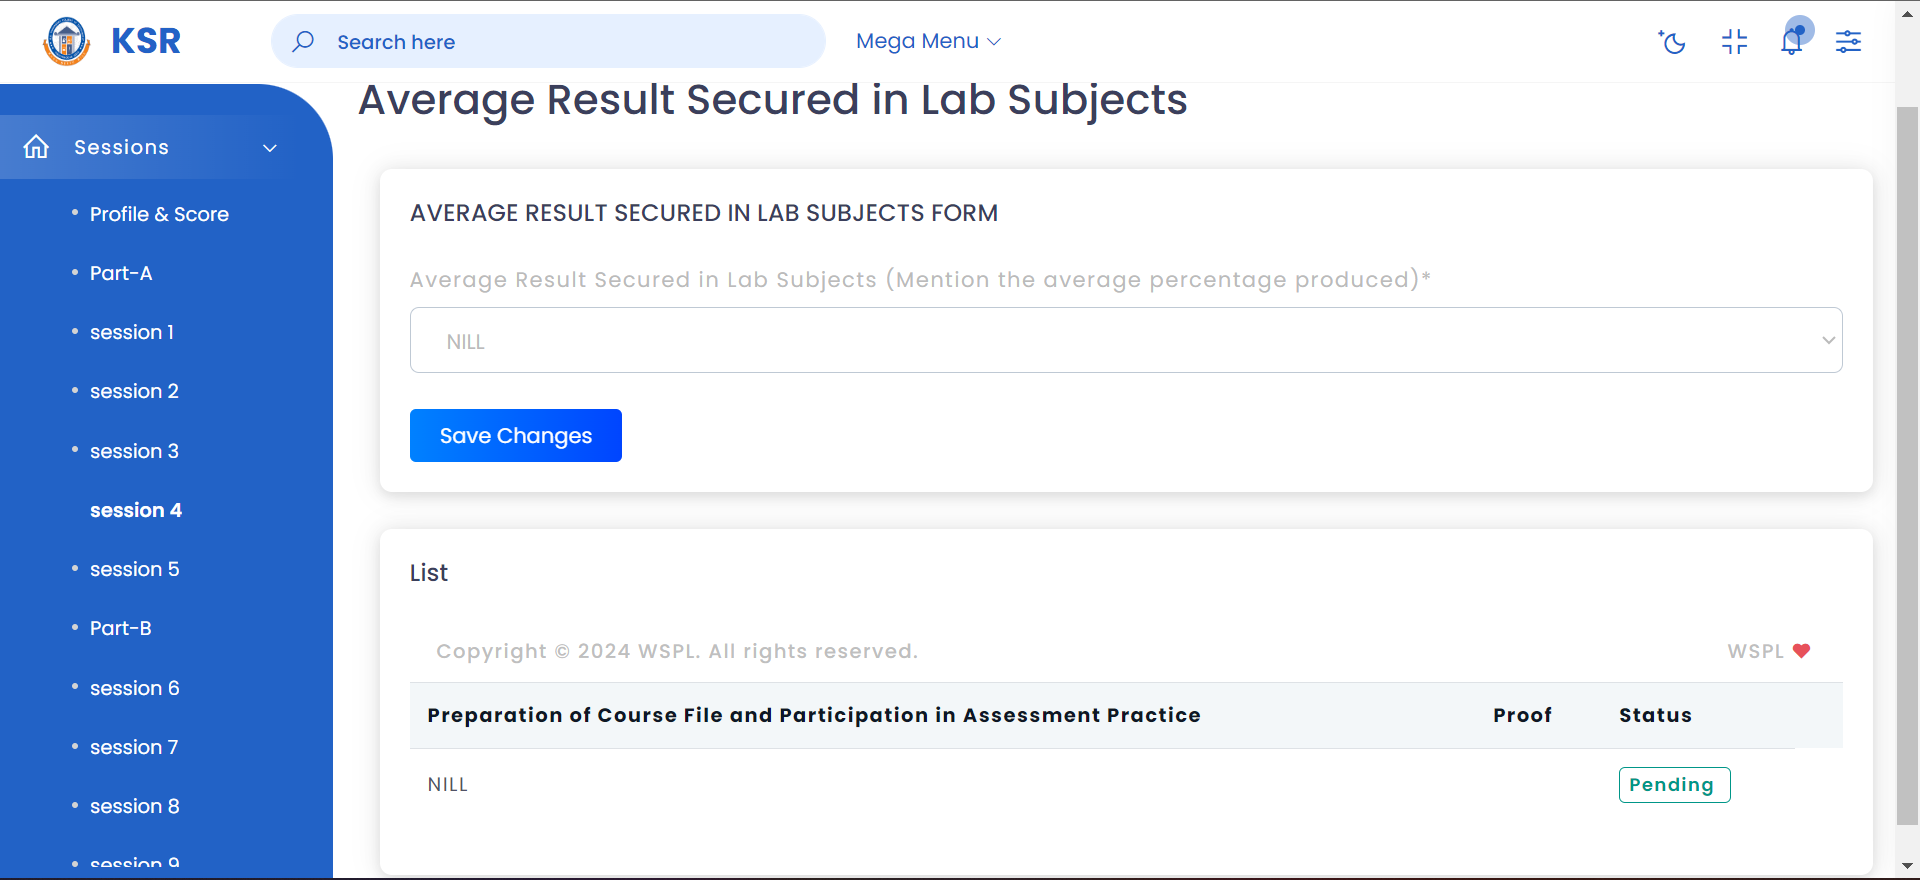 KSR
Search here
Mega Menu
Average Result Secured in Lab Subjects
Sessions
Profile & Score
Part-A
session 1
session 2
session 3
session 4
session 5
Part-B
session 6
session 7
session 8
session 9
AVERAGE RESULT SECURED IN LAB SUBJECTS FORM
Average Result Secured in Lab Subjects (Mention the average percentage produced)*
NILL
Save Changes
List
Copyright © 2024 WSPL. All rights reserved.
WSPL
Preparation of Course File and Participation in Assessment Practice Proof Status
NILL Pending